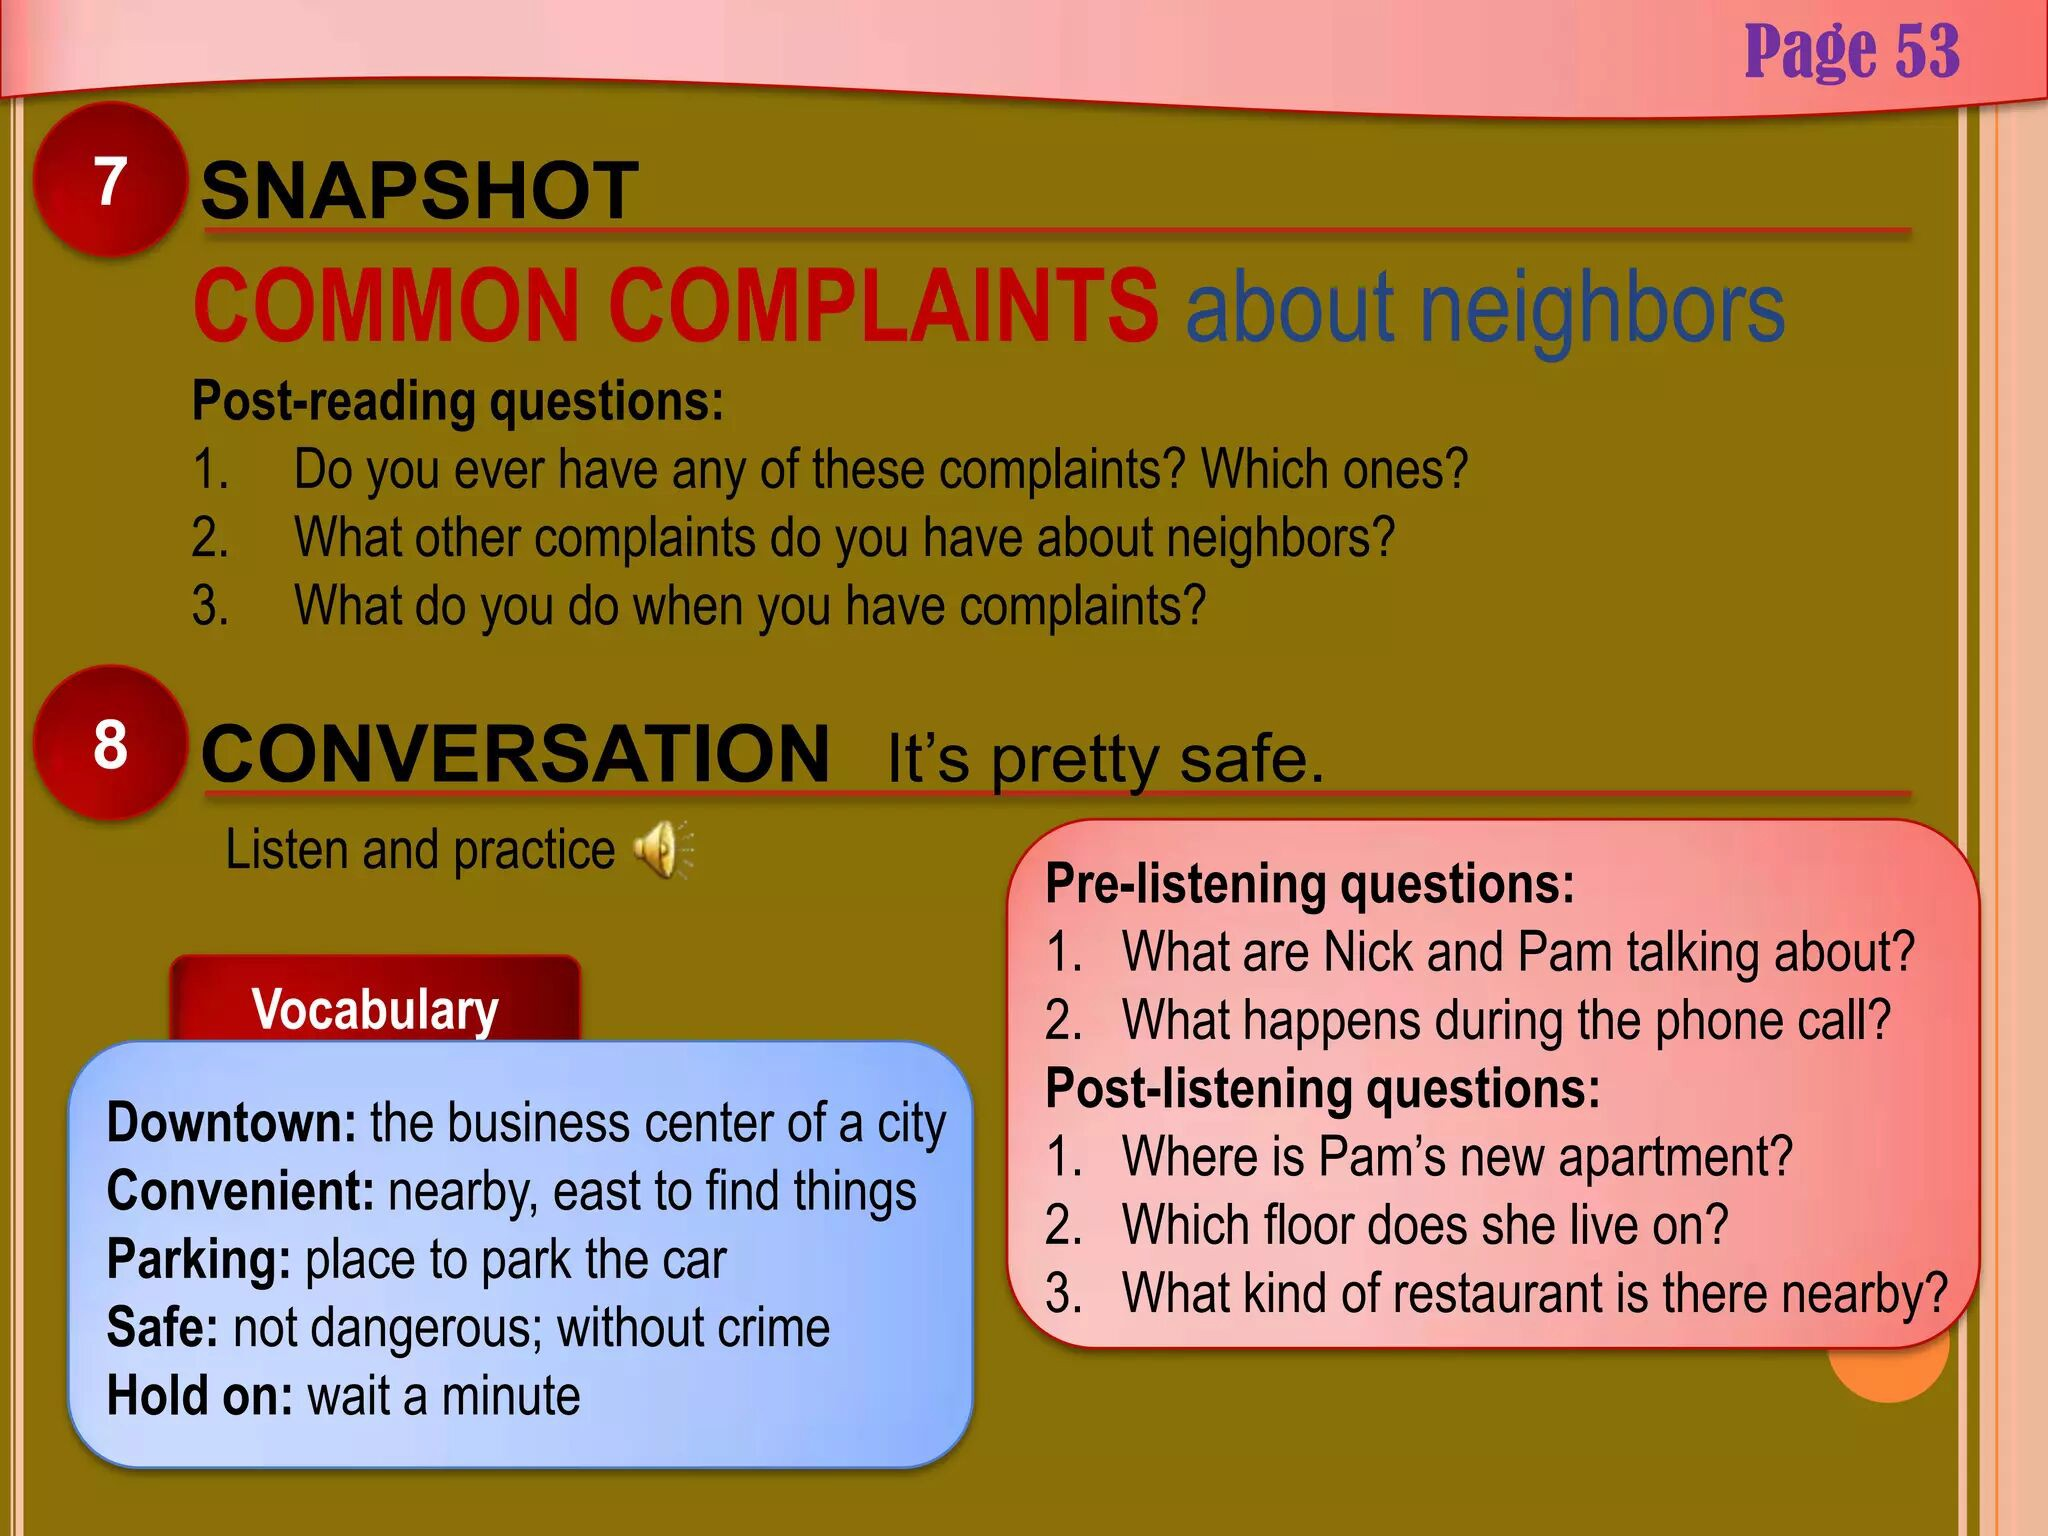 Page 53
7
SNAPSHOT
COMMON COMPLAINTS about neighbors
Post-reading questions:
1. Do you ever have any of these complaints? Which ones?
2. What other complaints do you have about neighbors?
3. What do you do when you have complaints?
8
CONVERSATION It’s pretty safe.
Listen and practice
Vocabulary
Downtown: the business center of a city
Convenient: nearby, east to find things
Parking: place to park the car
Safe: not dangerous; without crime
Hold on: wait a minute
Pre-listening questions:
1. What are Nick and Pam talking about?
2. What happens during the phone call?
Post-listening questions:
1. Where is Pam’s new apartment?
2. Which floor does she live on?
3. What kind of restaurant is there nearby?